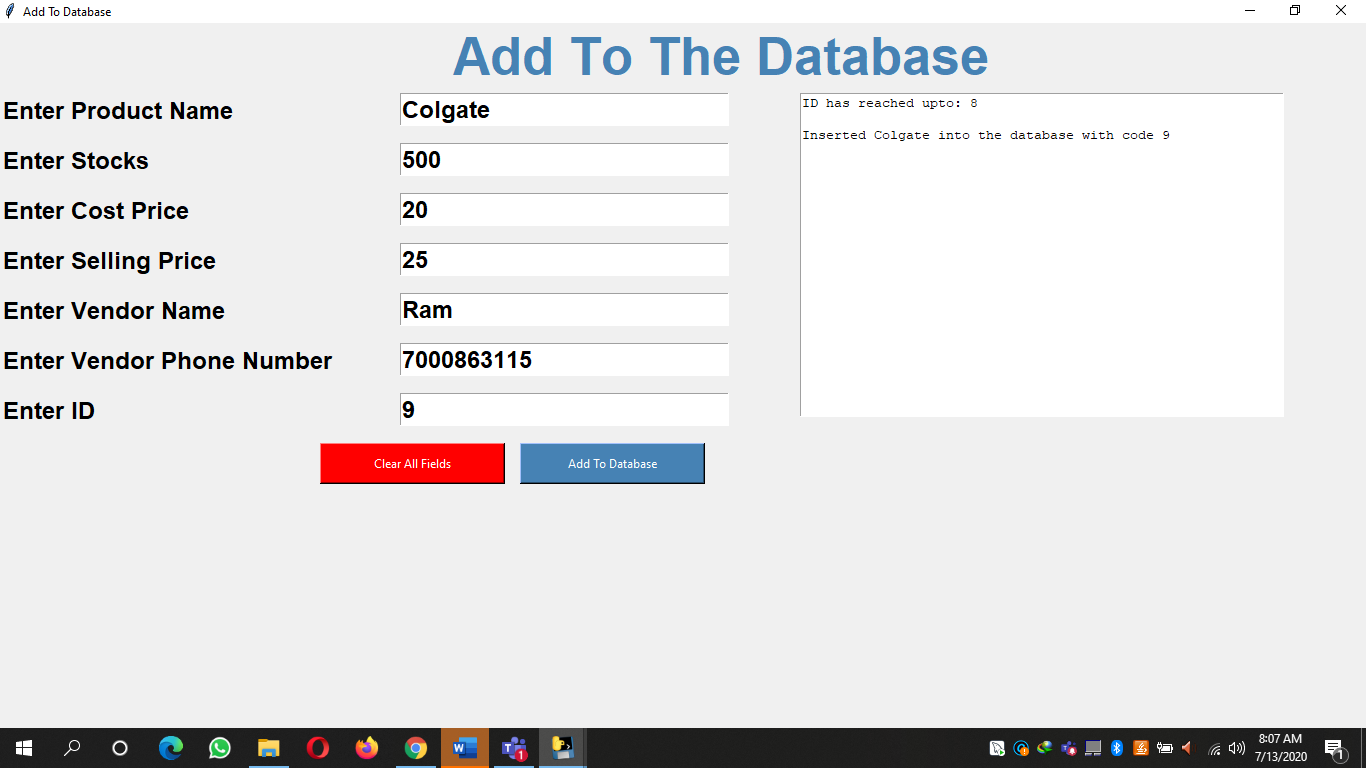 Add To Database
Add To The Database
Enter Product Name
Colgate
Enter Stocks
500
Enter Cost Price
20
Enter Selling Price
25
Enter Vendor Name
Ram
Enter Vendor Phone Number
7000863115
Enter ID
9
ID has reached upto: 8
Inserted Colgate into the database with code 9
Clear All Fields
Add To Database
8:07 AM
7/13/2020
1
1